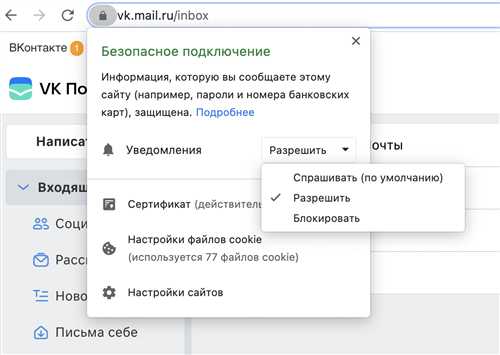 vk.mail.ru/inbox
ВКонтакте 1
Безопасное подключение
VK По
Информация, которую вы сообщаете этому
сайту (например, пароли и номера банковских
карт), защищена. Подробнее
Написат
Уведомления
Разрешить
очты
Спрашивать (по умолчанию)
Входящ
Разрешить
Сертификат (действитель
Блокировать
Соци
Настройки файлов cookie
(используется 77 файлов cookie)
Расс
Ново
Настройки сайтов
Письма себе